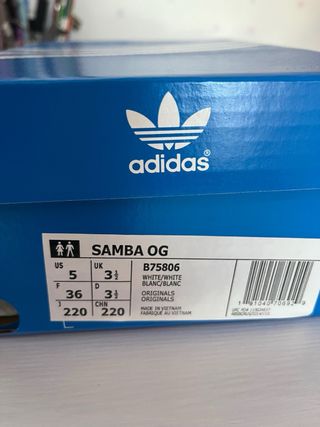 adidas®
SAMBA OG
US 5 UK 3½
F 36 D 3½
J 220 CHN 220
B75806
WHITE/WHITE
BLANC/BLANC
ORIGINALS
ORIGINALS
MADE IN VIETNAM
FABRIQUE AU VIETNAM